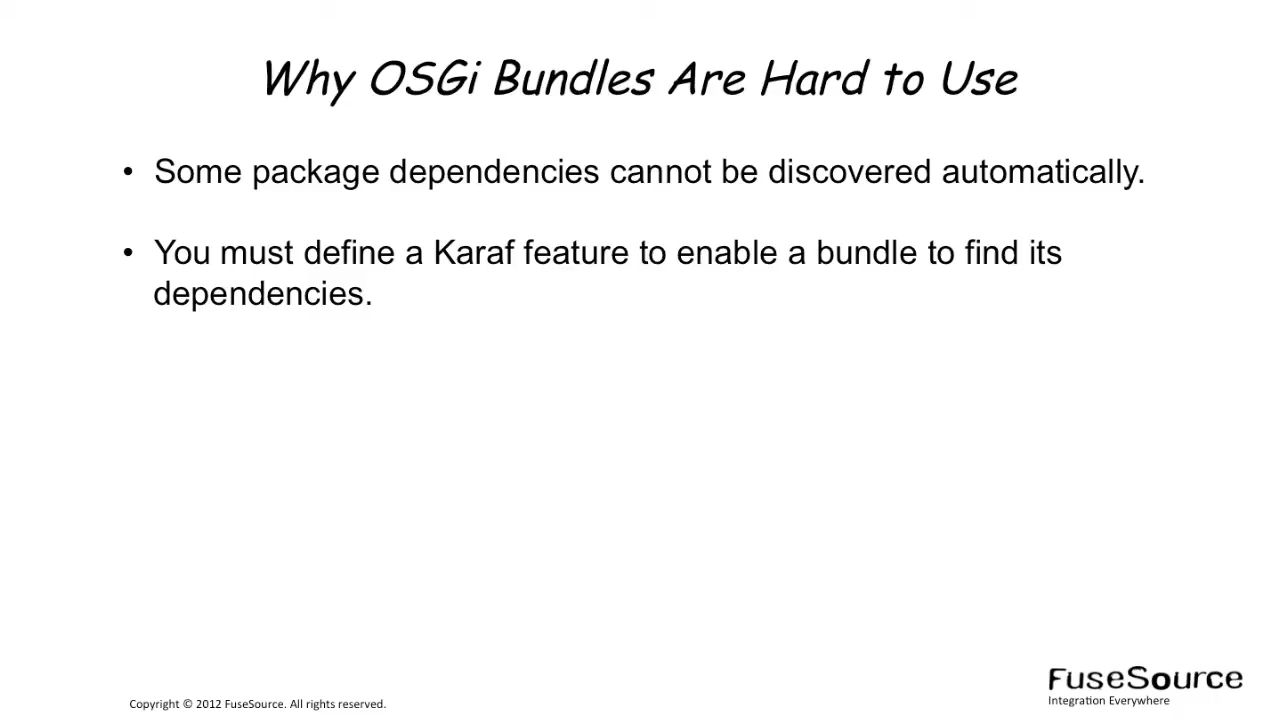 Why OSGi Bundles Are Hard to Use
• Some package dependencies cannot be discovered automatically.
• You must define a Karaf feature to enable a bundle to find its
dependencies.
Copyright © 2012 FuseSource. All rights reserved.
FuseSource
Integration Everywhere